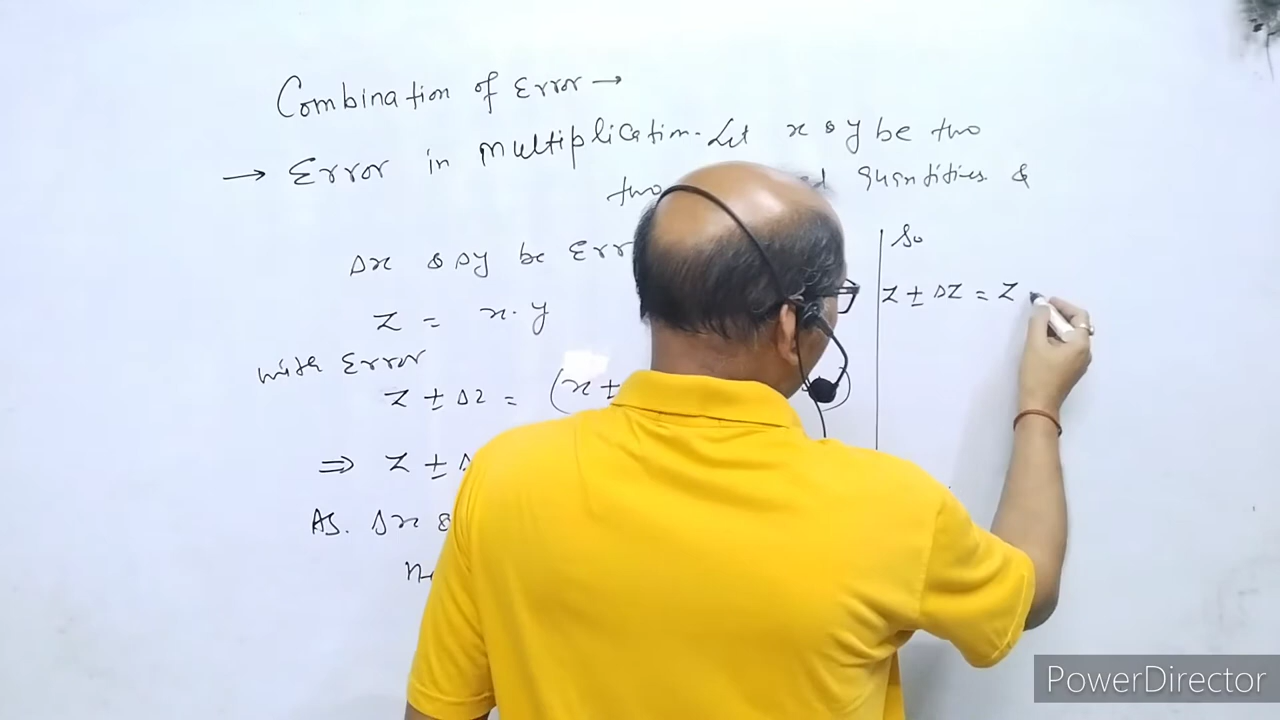 Combination of Error →
→ Error in Multiplication. Let x & y be two
two quantities &
Δx & Δy be
Z = x.y
with Error
Z ± ΔZ = (x ±
⇒ Z ±
As. Δx &
So
Z ± ΔZ = Z
PowerDirector